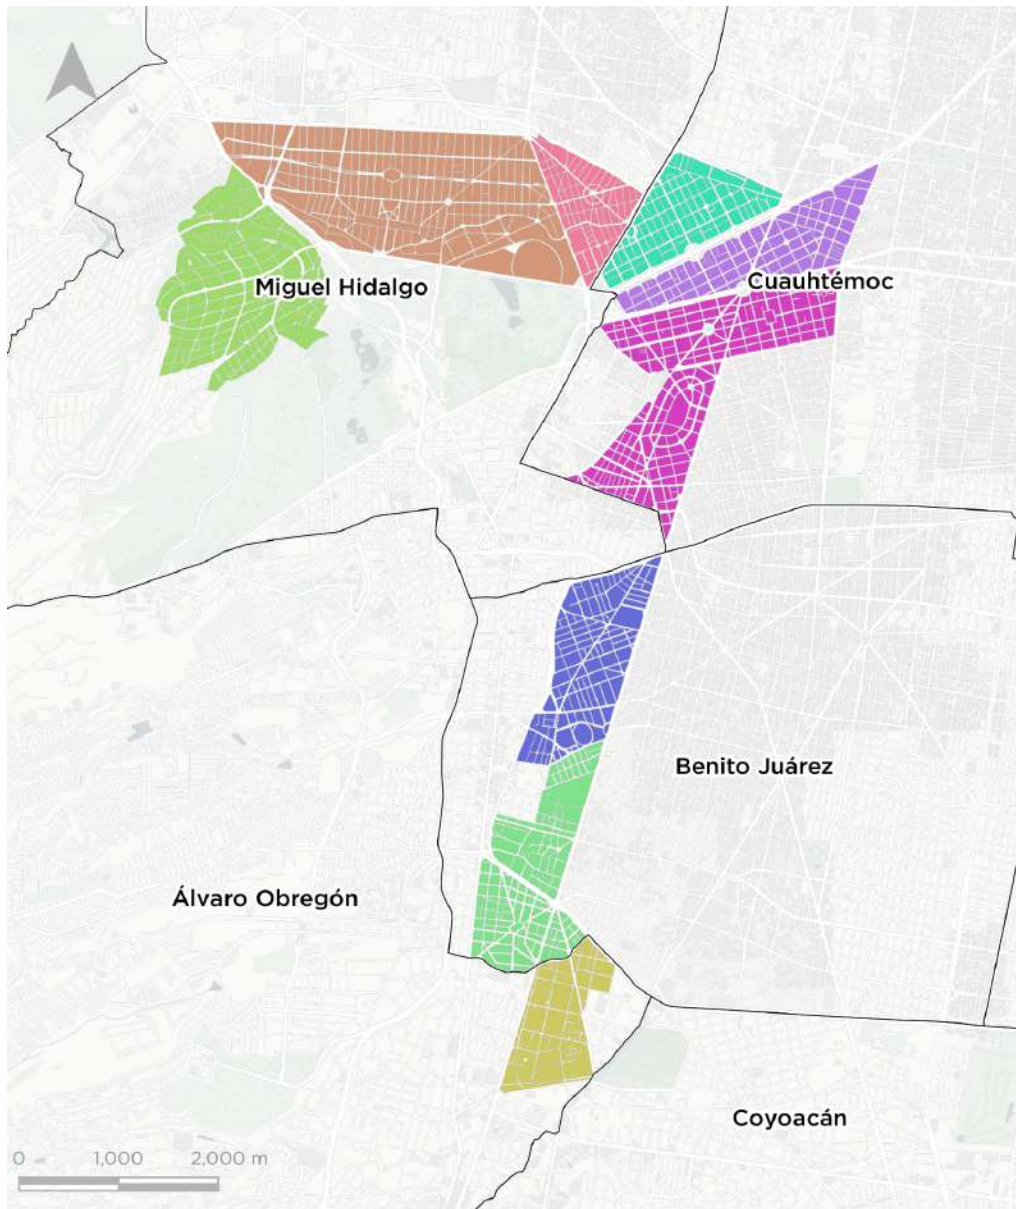 Miguel Hidalgo
Cuauhtémoc
Benito Juárez
Álvaro Obregón
Coyoacán
0 1,000 2,000 m